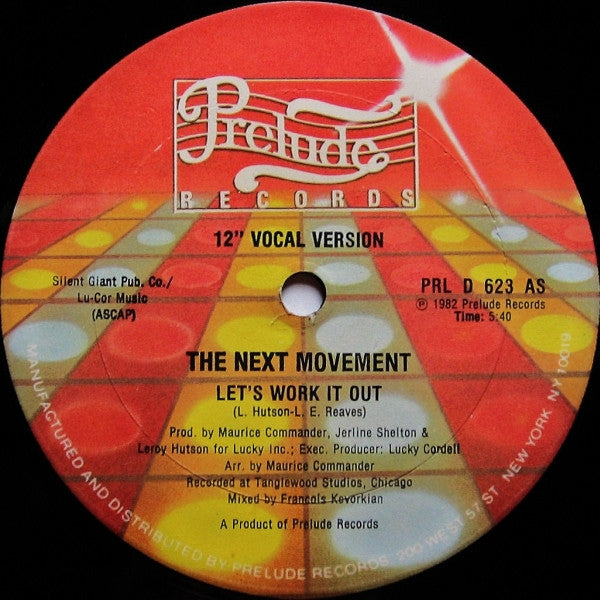 Prelude
RECORDS
12" VOCAL VERSION
Silent Giant Pub. Co./
Lu-Cor Music
(ASCAP)
PRL D 623 AS
℗ 1982 Prelude Records
Time: 5:40
THE NEXT MOVEMENT
LET'S WORK IT OUT
(L. Hutson-L. E. Reaves)
Prod. by Maurice Commander, Jerline Shelton &
Leroy Hutson for Lucky Inc.; Exec. Producer: Lucky Cordell
Arr. by Maurice Commander
Recorded at Tanglewood Studios, Chicago
Mixed by Francois Kevorkian
A Product of Prelude Records
MANUFACTURED AND DISTRIBUTED BY PRELUDE RECORDS 200 WEST 57 ST NEW YORK NY 10019